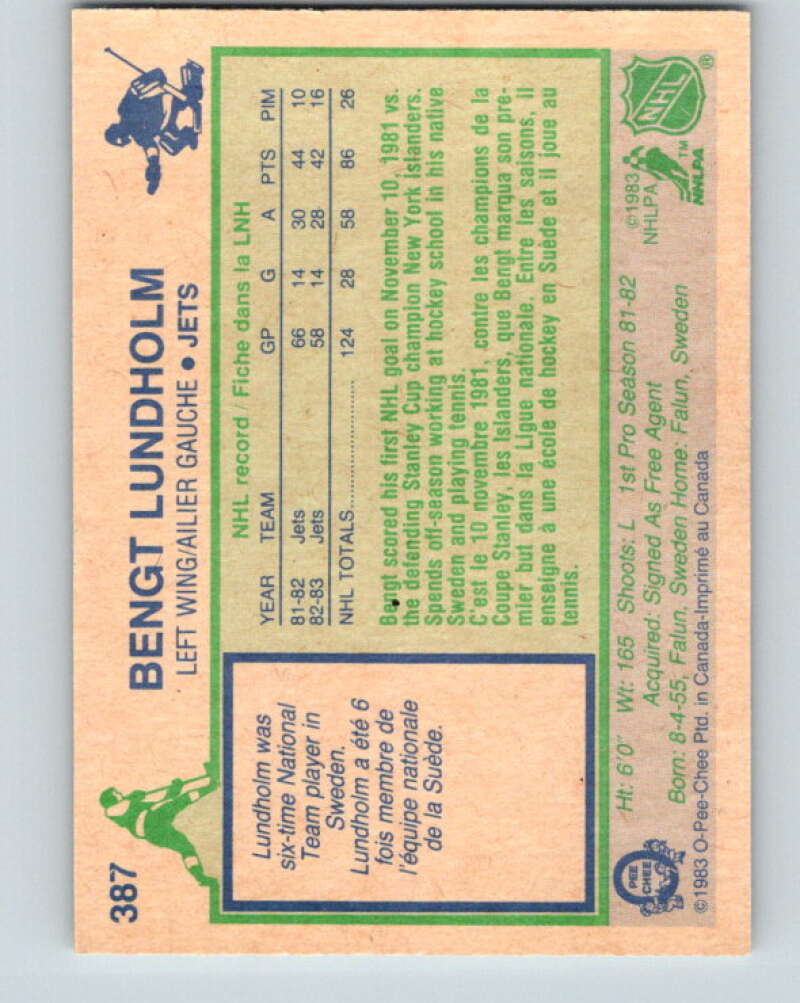 387
BENGT LUNDHOLM
LEFT WING/AILIER GAUCHE • JETS
Lundholm was
six-time National
Team player in
Sweden.
Lundholm a été 6
fois membre de
l'équipe nationale
de la Suède.
NHL record / Fiche dans la LNH
YEAR TEAM GP G A PTS PIM
81-82 Jets 66 14 30 44 10
82-83 Jets 58 14 28 42 16
NHL TOTALS 124 28 58 86 26
Bengt scored his first NHL goal on November 10, 1981 vs.
the defending Stanley Cup champion New York Islanders.
Spends off-season working at hockey school in his native
Sweden and playing tennis.
C'est le 10 novembre 1981, contre les champions de la
Coupe Stanley, les Islanders, que Bengt marqua son pre-
mier but dans la Ligue nationale. Entre les saisons, il
enseigne à une école de hockey en Suède et il joue au
tennis.
Ht: 6'0" Wt: 165 Shoots: L 1st Pro Season 81-82
Acquired: Signed As Free Agent
Born: 8-4-55, Falun, Sweden Home: Falun, Sweden
©1983 O-Pee-Chee Ptd. in Canada-Imprimé au Canada
O
PEE
CHEE
©1983
NHLPA
NHLPA
TM
NHL
®